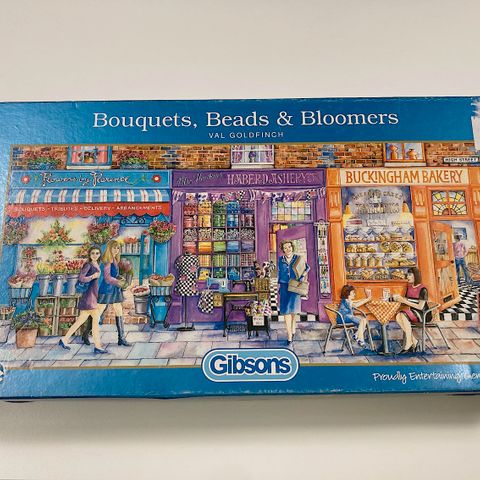 Bouquets, Beads & Bloomers
VAL GOLDFINCH
HIGH STREET
Flowers by Florence
BOUQUETS - TRIBUTES - DELIVERY - ARRANGEMENTS
HABERDASHERY
BUCKINGHAM BAKERY
Gibsons
Proudly Entertaining